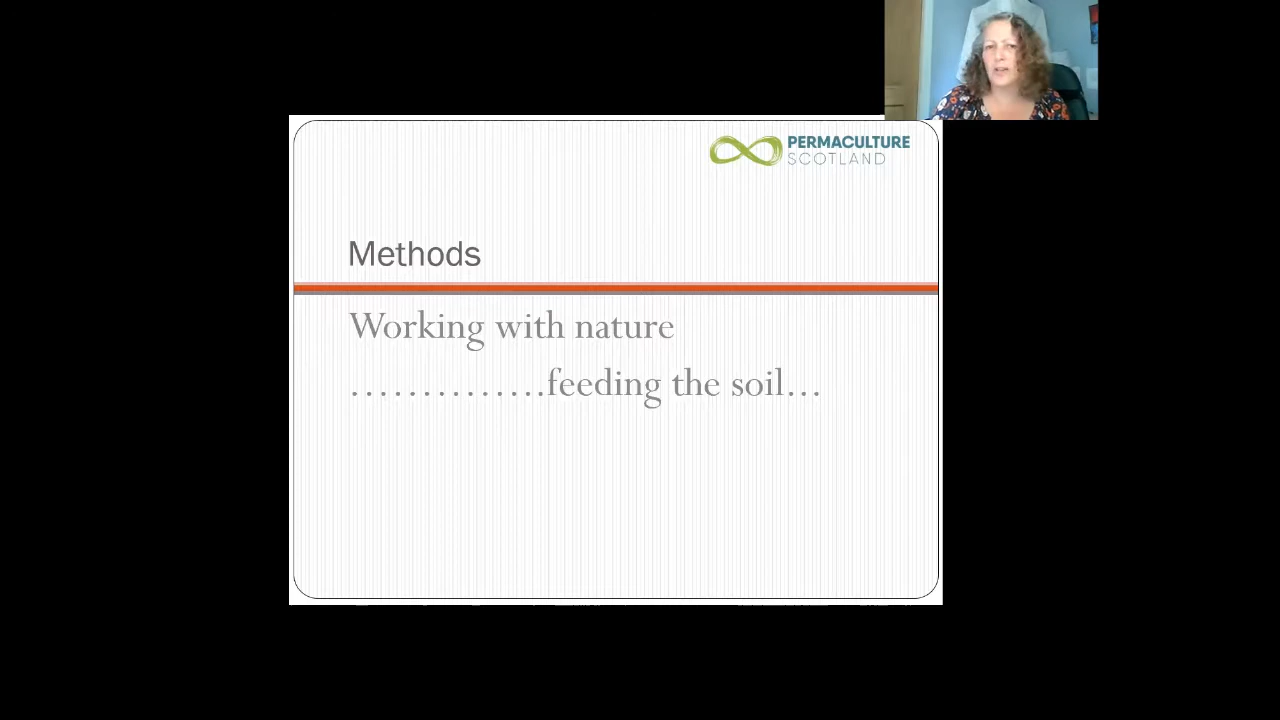 PERMACULTURE
SCOTLAND
Methods
Working with nature
..............feeding the soil...